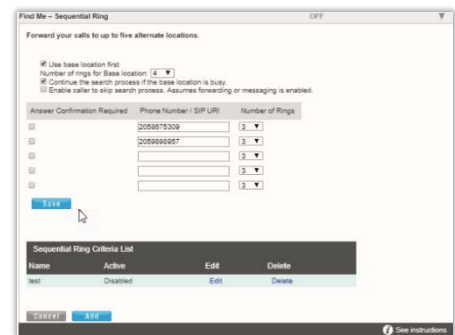 Find Me – Sequential Ring OFF
Forward your calls to up to five alternate locations.
Use base location first
Number of rings for Base location: 4
Continue the search process if the base location is busy.
Enable caller to skip search process. Assumes forwarding or messaging is enabled.
Answer Confirmation Required Phone Number / SIP URI Number of Rings
2058675309 3
2059898957 3
3
3
3
Save
Sequential Ring Criteria List
Name Active Edit Delete
test Disabled Edit Delete
Cancel Add
See instructions